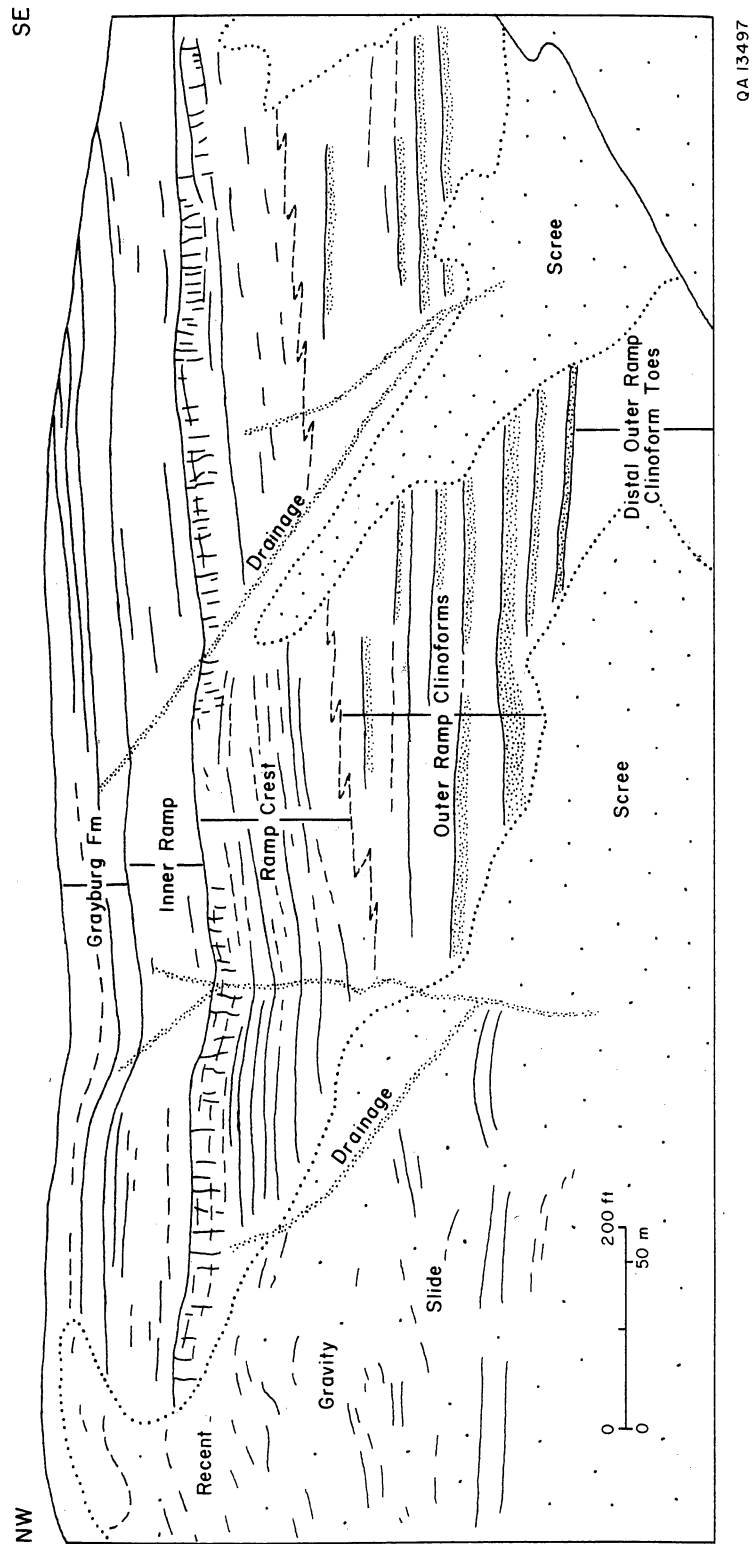 NW
SE
Grayburg Fm
Inner Ramp
Ramp Crest
Drainage
Outer Ramp Clinoforms
Drainage
Scree
Scree
Distal Outer Ramp
Clinoform Toes
Recent
Gravity
Slide
0 200 ft
0 50 m
QA 13497